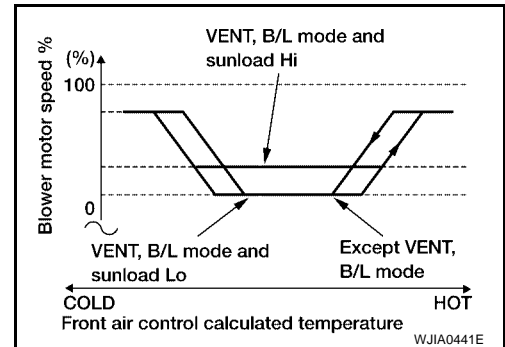 VENT, B/L mode and
sunload Hi
(%)
100
Blower motor speed %
0
VENT, B/L mode and
sunload Lo
Except VENT,
B/L mode
COLD
HOT
Front air control calculated temperature
WJIA0441E